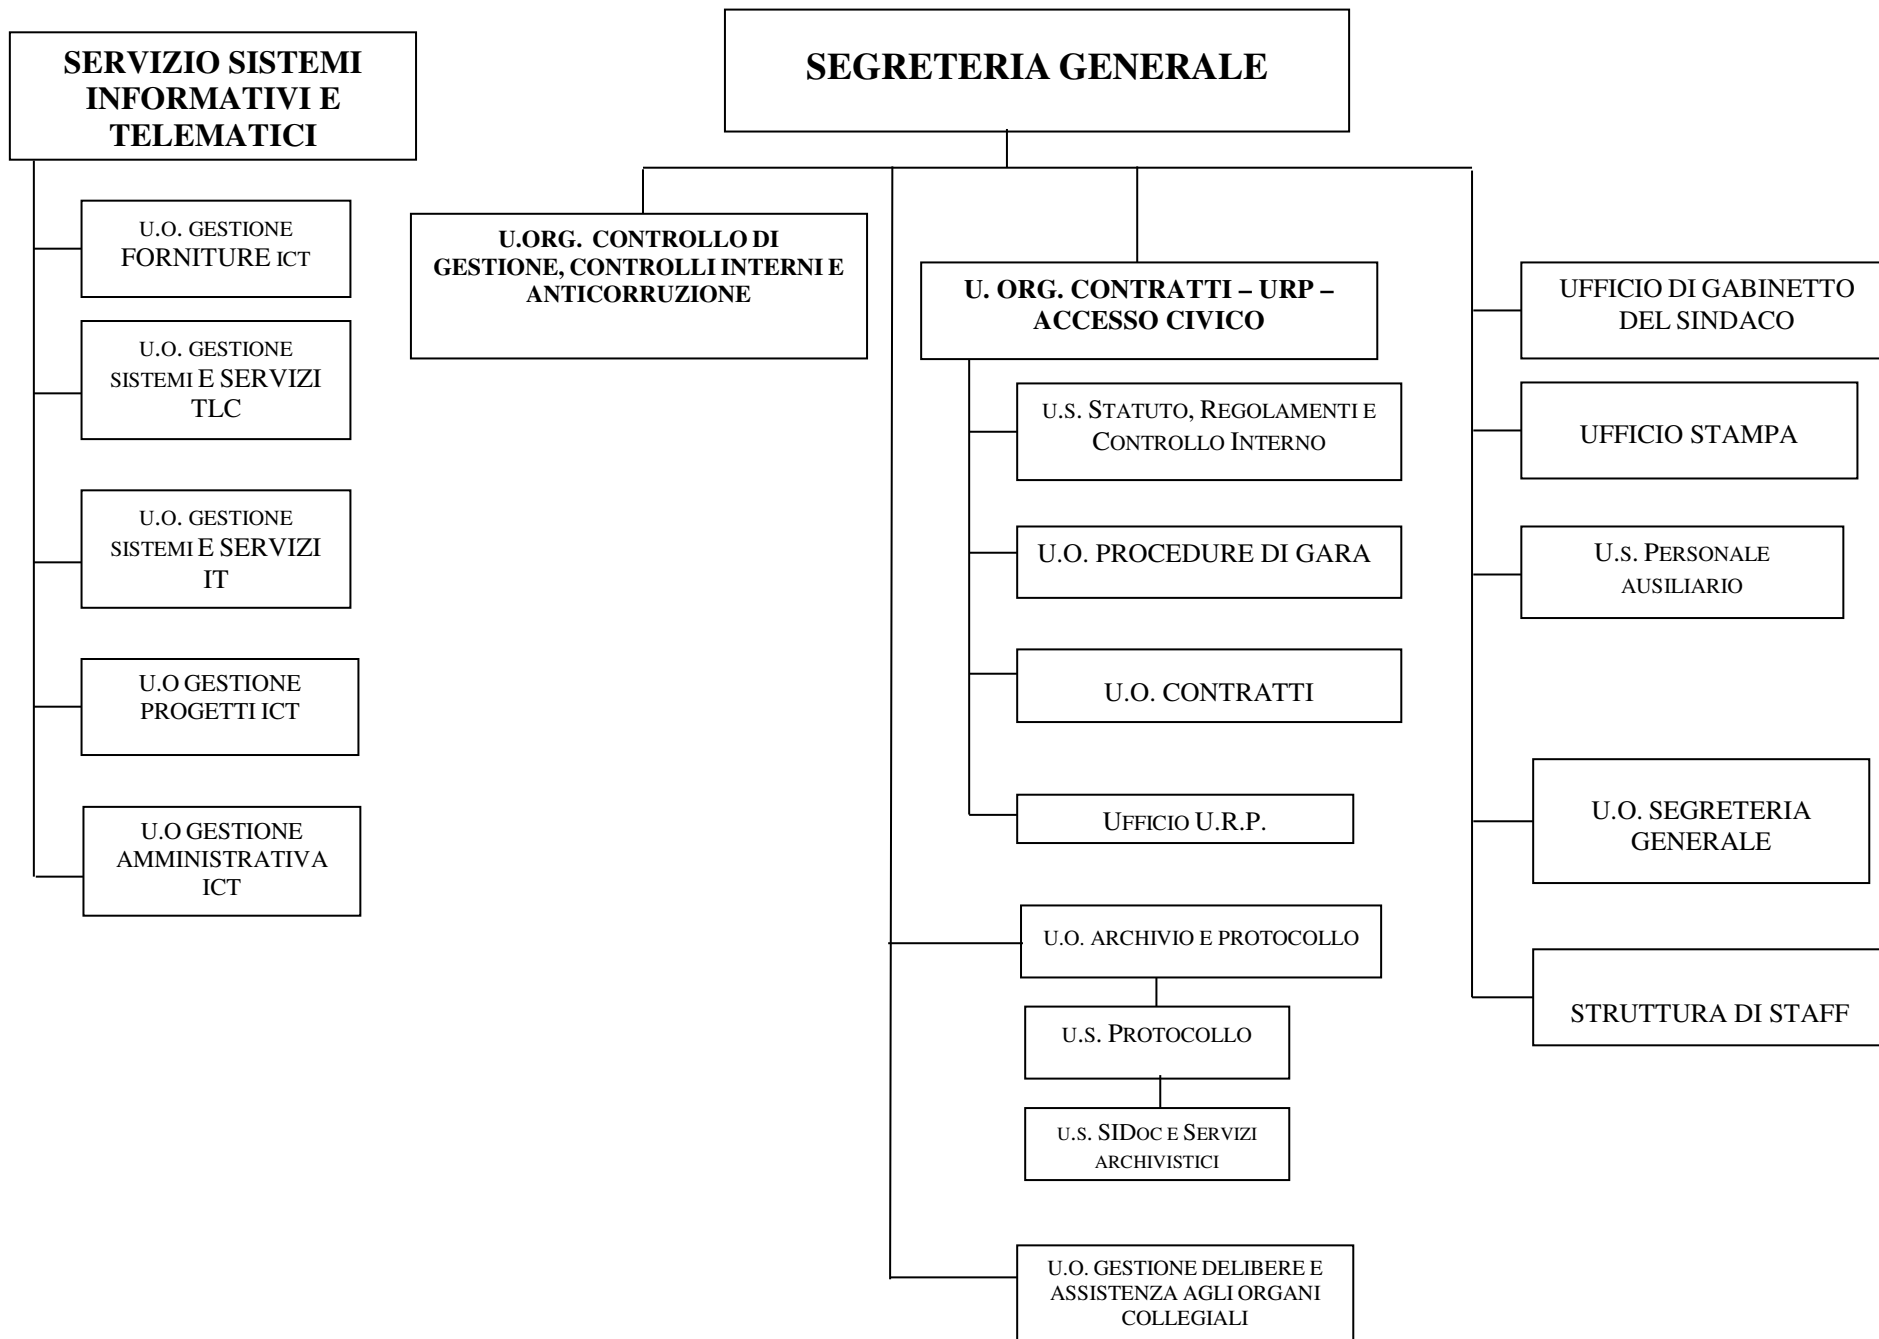 SERVIZIO SISTEMI
INFORMATIVI E
TELEMATICI
U.O. GESTIONE
FORNITURE ICT
U.O. GESTIONE
SISTEMI E SERVIZI
TLC
U.O. GESTIONE
SISTEMI E SERVIZI
IT
U.O GESTIONE
PROGETTI ICT
U.O GESTIONE
AMMINISTRATIVA
ICT
SEGRETERIA GENERALE
U.ORG. CONTROLLO DI
GESTIONE, CONTROLLI INTERNI E
ANTICORRUZIONE
U. ORG. CONTRATTI – URP –
ACCESSO CIVICO
U.S. STATUTO, REGOLAMENTI E
CONTROLLO INTERNO
U.O. PROCEDURE DI GARA
U.O. CONTRATTI
UFFICIO U.R.P.
U.O. ARCHIVIO E PROTOCOLLO
U.S. PROTOCOLLO
U.S. SIDOC E SERVIZI
ARCHIVISTICI
U.O. GESTIONE DELIBERE E
ASSISTENZA AGLI ORGANI
COLLEGIALI
UFFICIO DI GABINETTO
DEL SINDACO
UFFICIO STAMPA
U.S. PERSONALE
AUSILIARIO
U.O. SEGRETERIA
GENERALE
STRUTTURA DI STAFF